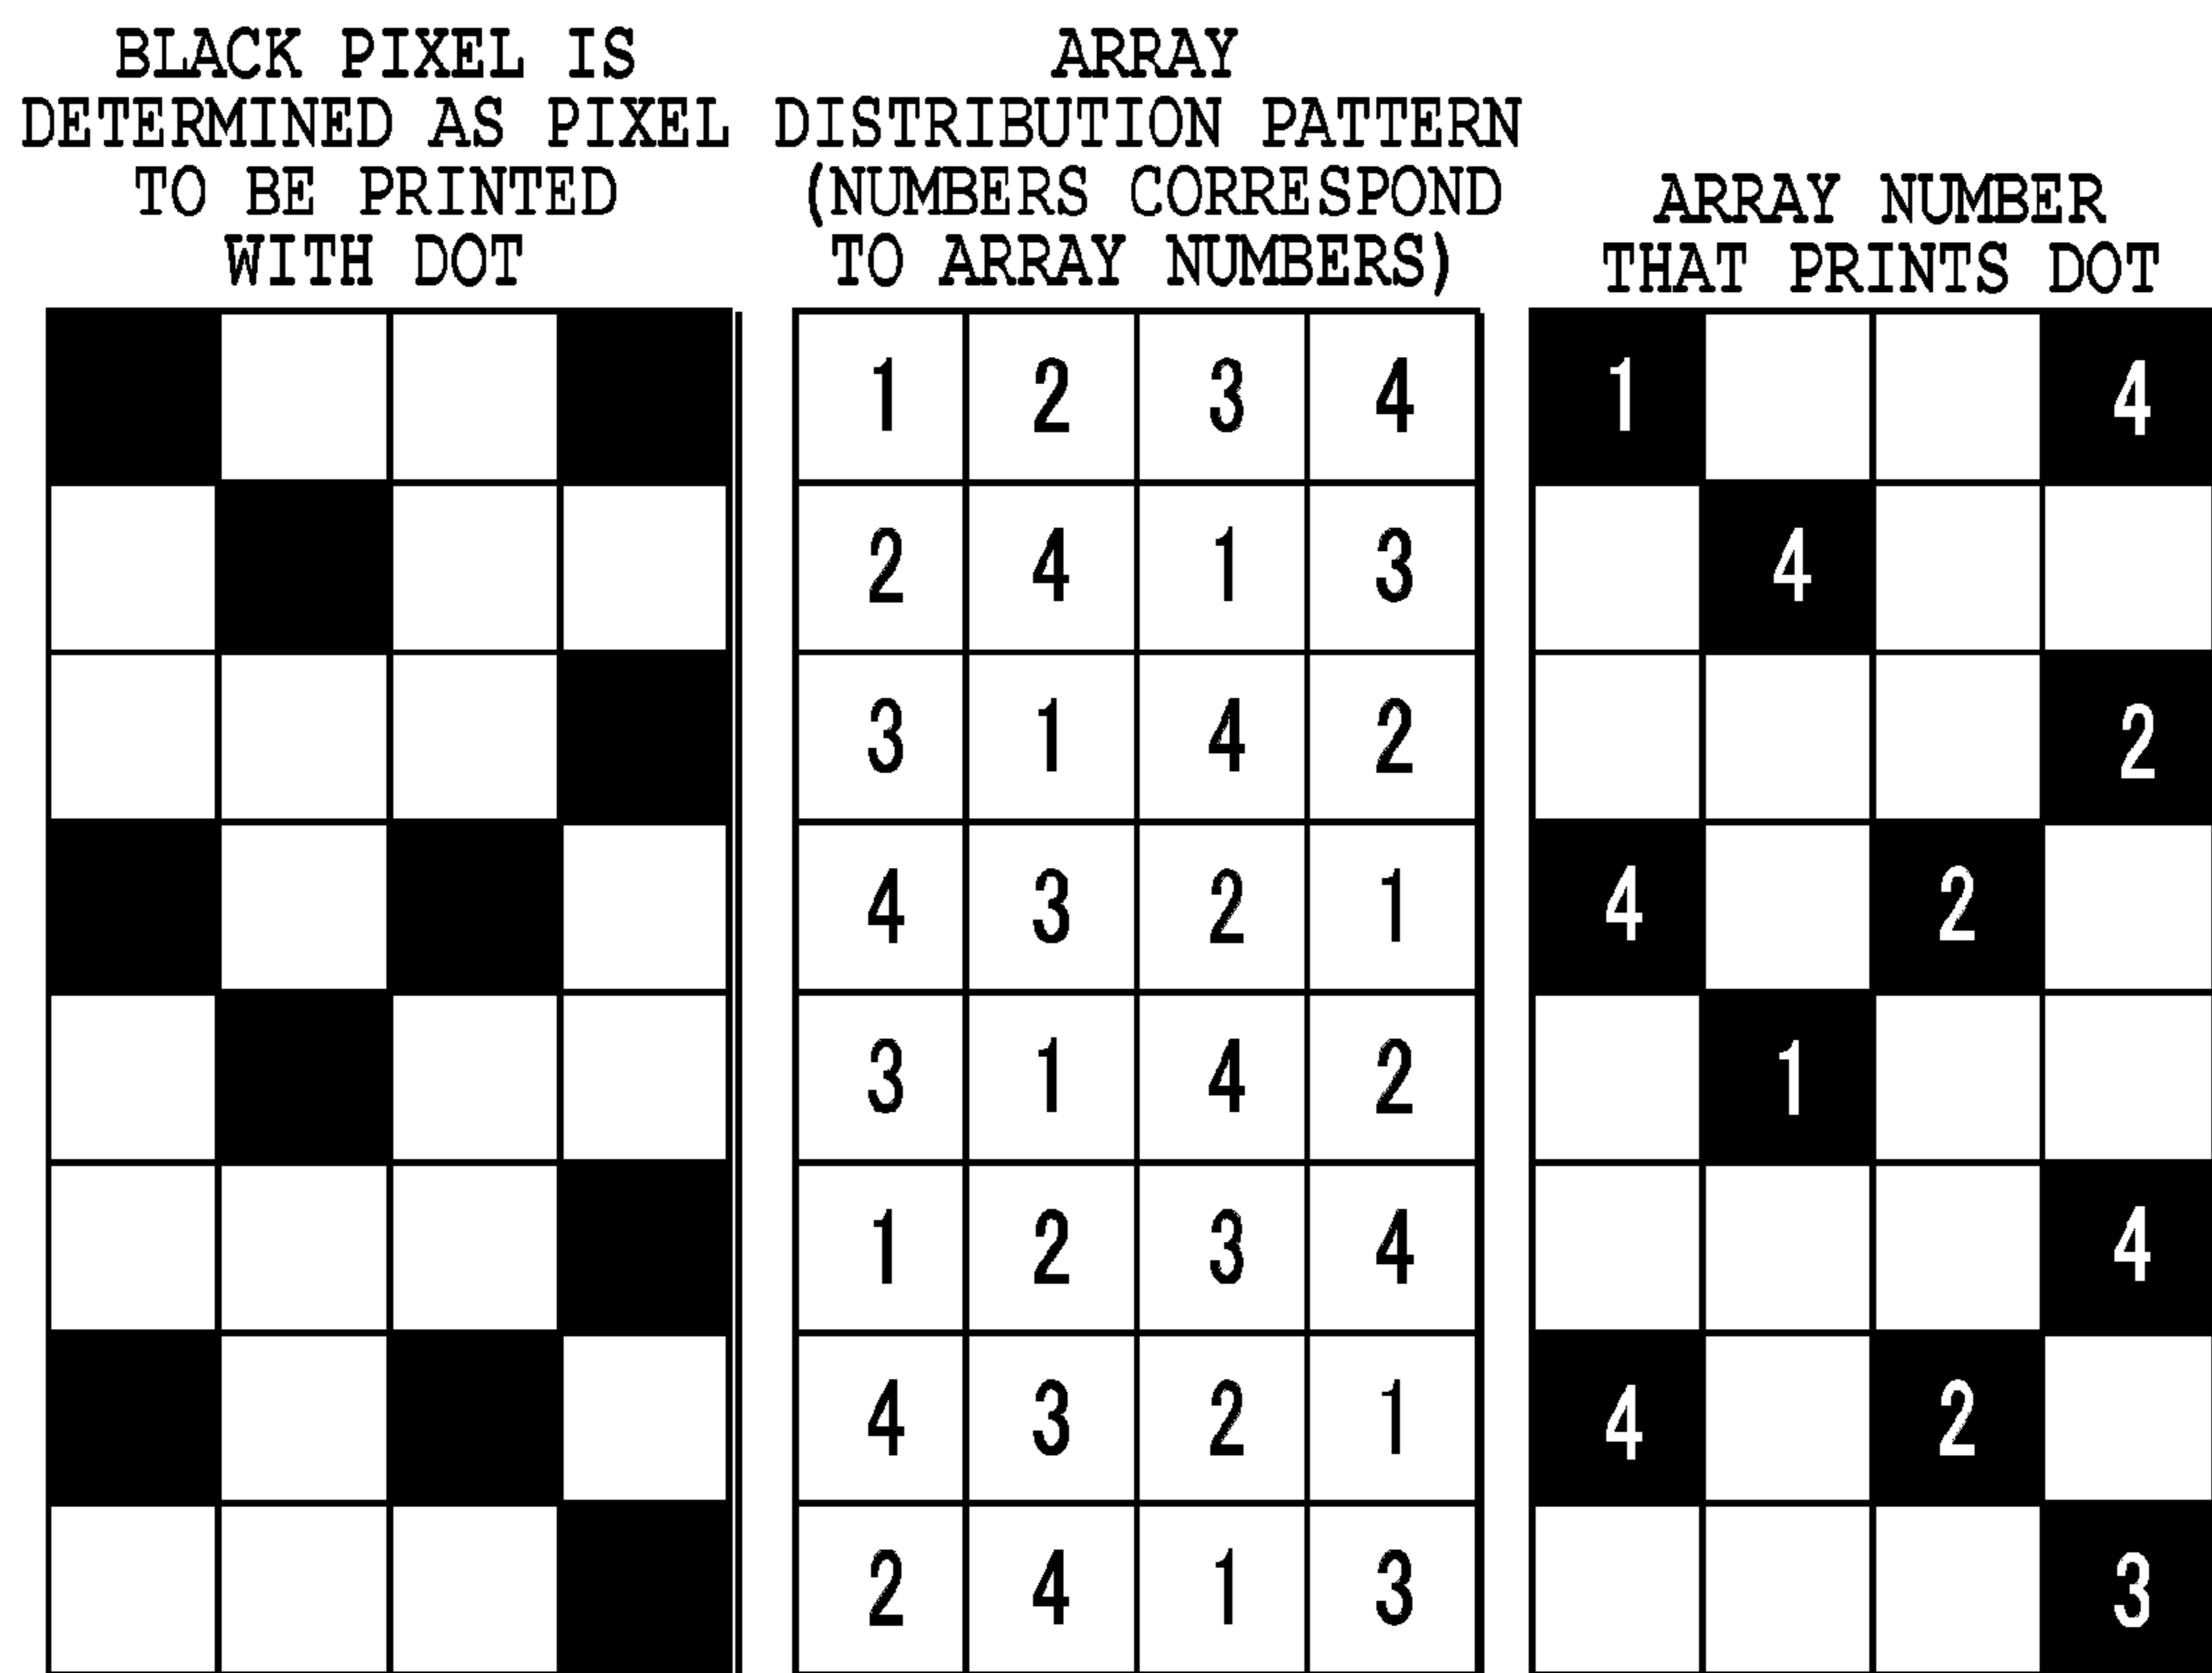 BLACK PIXEL IS
DETERMINED AS PIXEL
TO BE PRINTED
WITH DOT
ARRAY
DISTRIBUTION PATTERN
(NUMBERS CORRESPOND
TO ARRAY NUMBERS)
ARRAY NUMBER
THAT PRINTS DOT
1 2 3 4
2 4 1 3
3 1 4 2
4 3 2 1
3 1 4 2
1 2 3 4
4 3 2 1
2 4 1 3
1 4
4
2
4 2
1
4
4 2
3